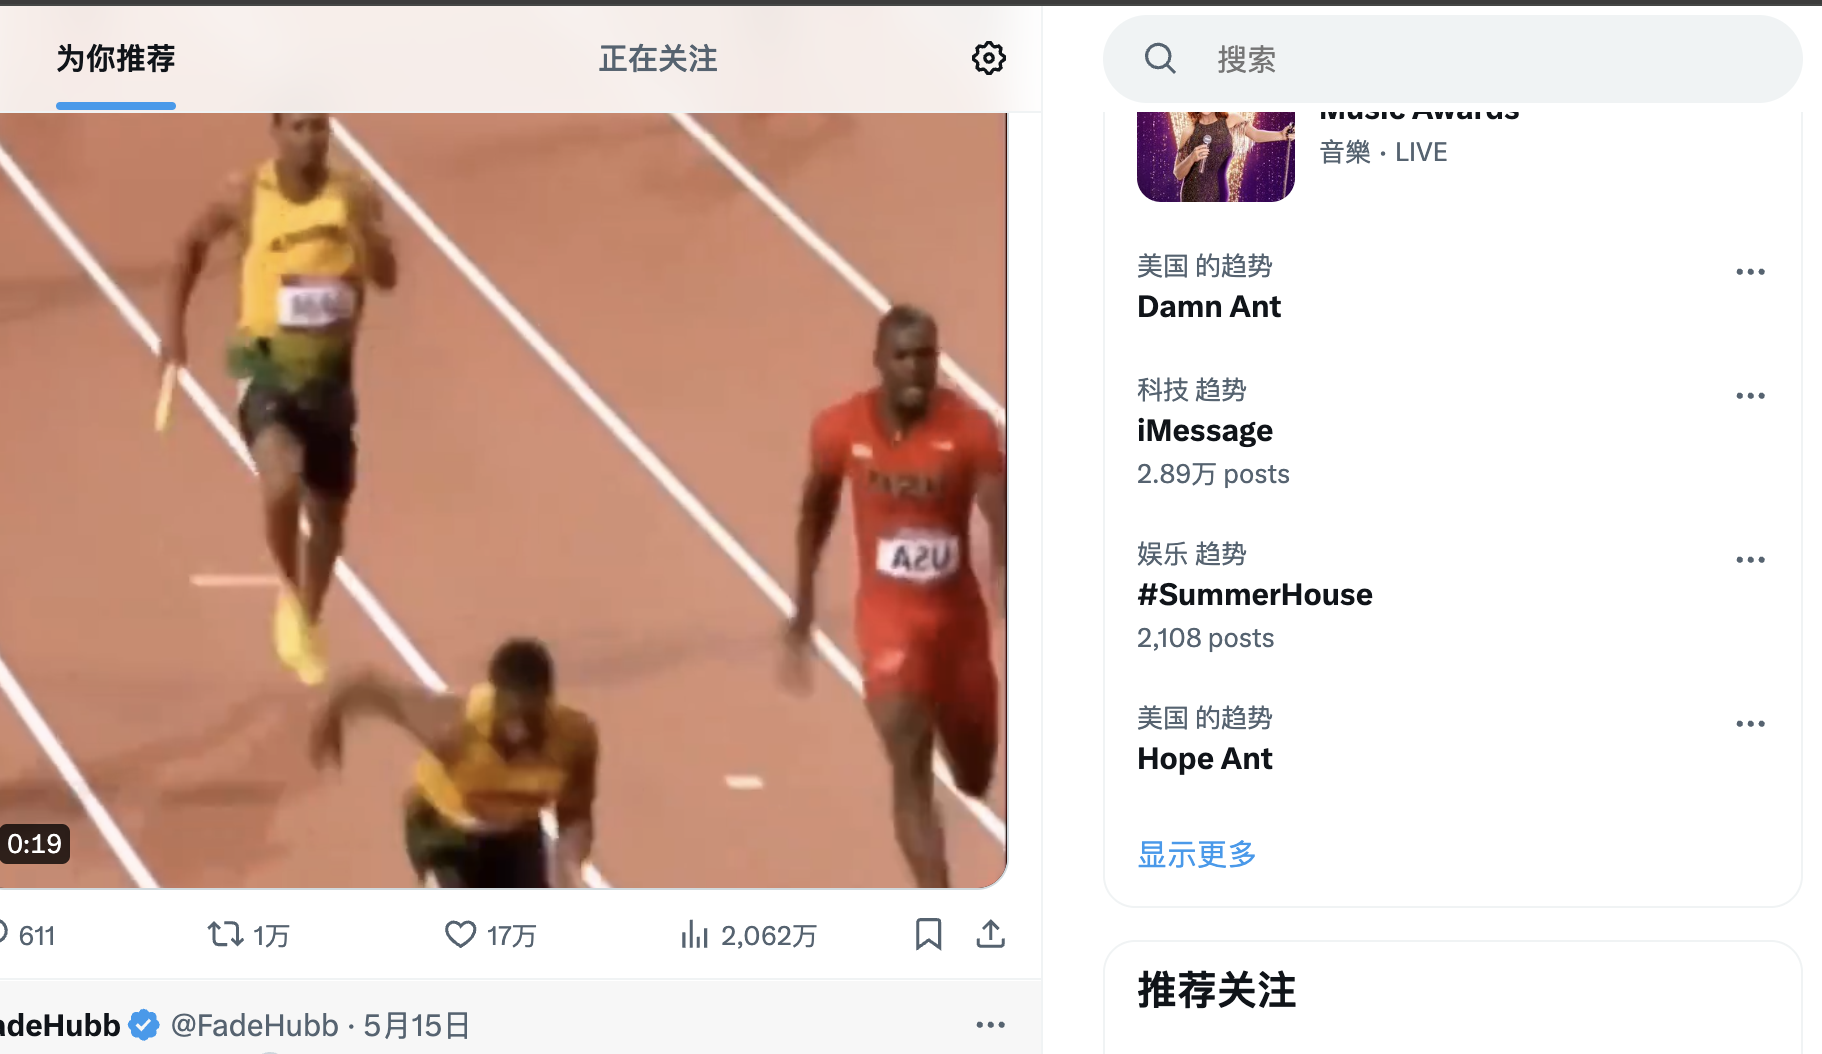 为你推荐
正在关注
USA
0:19
611
1万
17万
2,062万
adeHubb @FadeHubb · 5月15日
搜索
Music Awards
音樂 · LIVE
美国 的趋势
Damn Ant
科技 趋势
iMessage
2.89万 posts
娱乐 趋势
#SummerHouse
2,108 posts
美国 的趋势
Hope Ant
显示更多
推荐关注